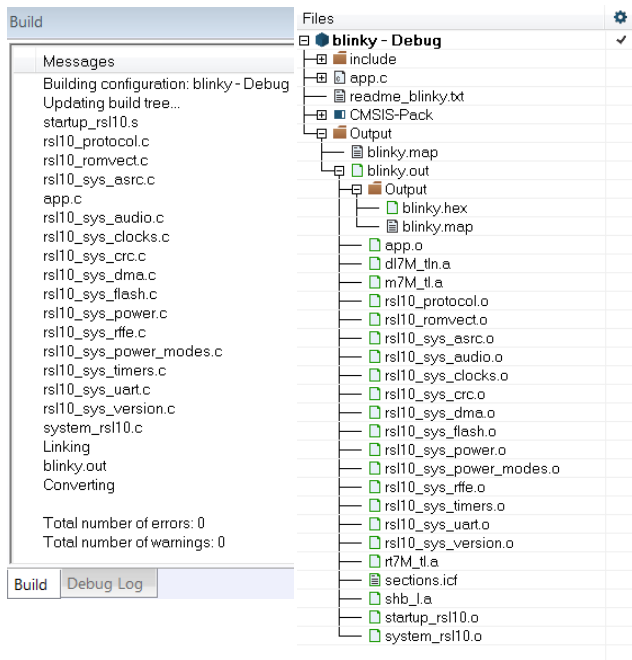 Build
Messages
Building configuration: blinky - Debug
Updating build tree...
startup_rsl10.s
rsl10_protocol.c
rsl10_romvect.c
rsl10_sys_asrc.c
app.c
rsl10_sys_audio.c
rsl10_sys_clocks.c
rsl10_sys_crc.c
rsl10_sys_dma.c
rsl10_sys_flash.c
rsl10_sys_power.c
rsl10_sys_rffe.c
rsl10_sys_power_modes.c
rsl10_sys_timers.c
rsl10_sys_uart.c
rsl10_sys_version.c
system_rsl10.c
Linking
blinky.out
Converting
Total number of errors: 0
Total number of warnings: 0
Build
Debug Log
Files
blinky - Debug
include
app.c
readme_blinky.txt
CMSIS-Pack
Output
blinky.map
blinky.out
Output
blinky.hex
blinky.map
app.o
dl7M_tln.a
m7M_tl.a
rsl10_protocol.o
rsl10_romvect.o
rsl10_sys_asrc.o
rsl10_sys_audio.o
rsl10_sys_clocks.o
rsl10_sys_crc.o
rsl10_sys_dma.o
rsl10_sys_flash.o
rsl10_sys_power.o
rsl10_sys_power_modes.o
rsl10_sys_rffe.o
rsl10_sys_timers.o
rsl10_sys_uart.o
rsl10_sys_version.o
rt7M_tl.a
sections.icf
shb_l.a
startup_rsl10.o
system_rsl10.o